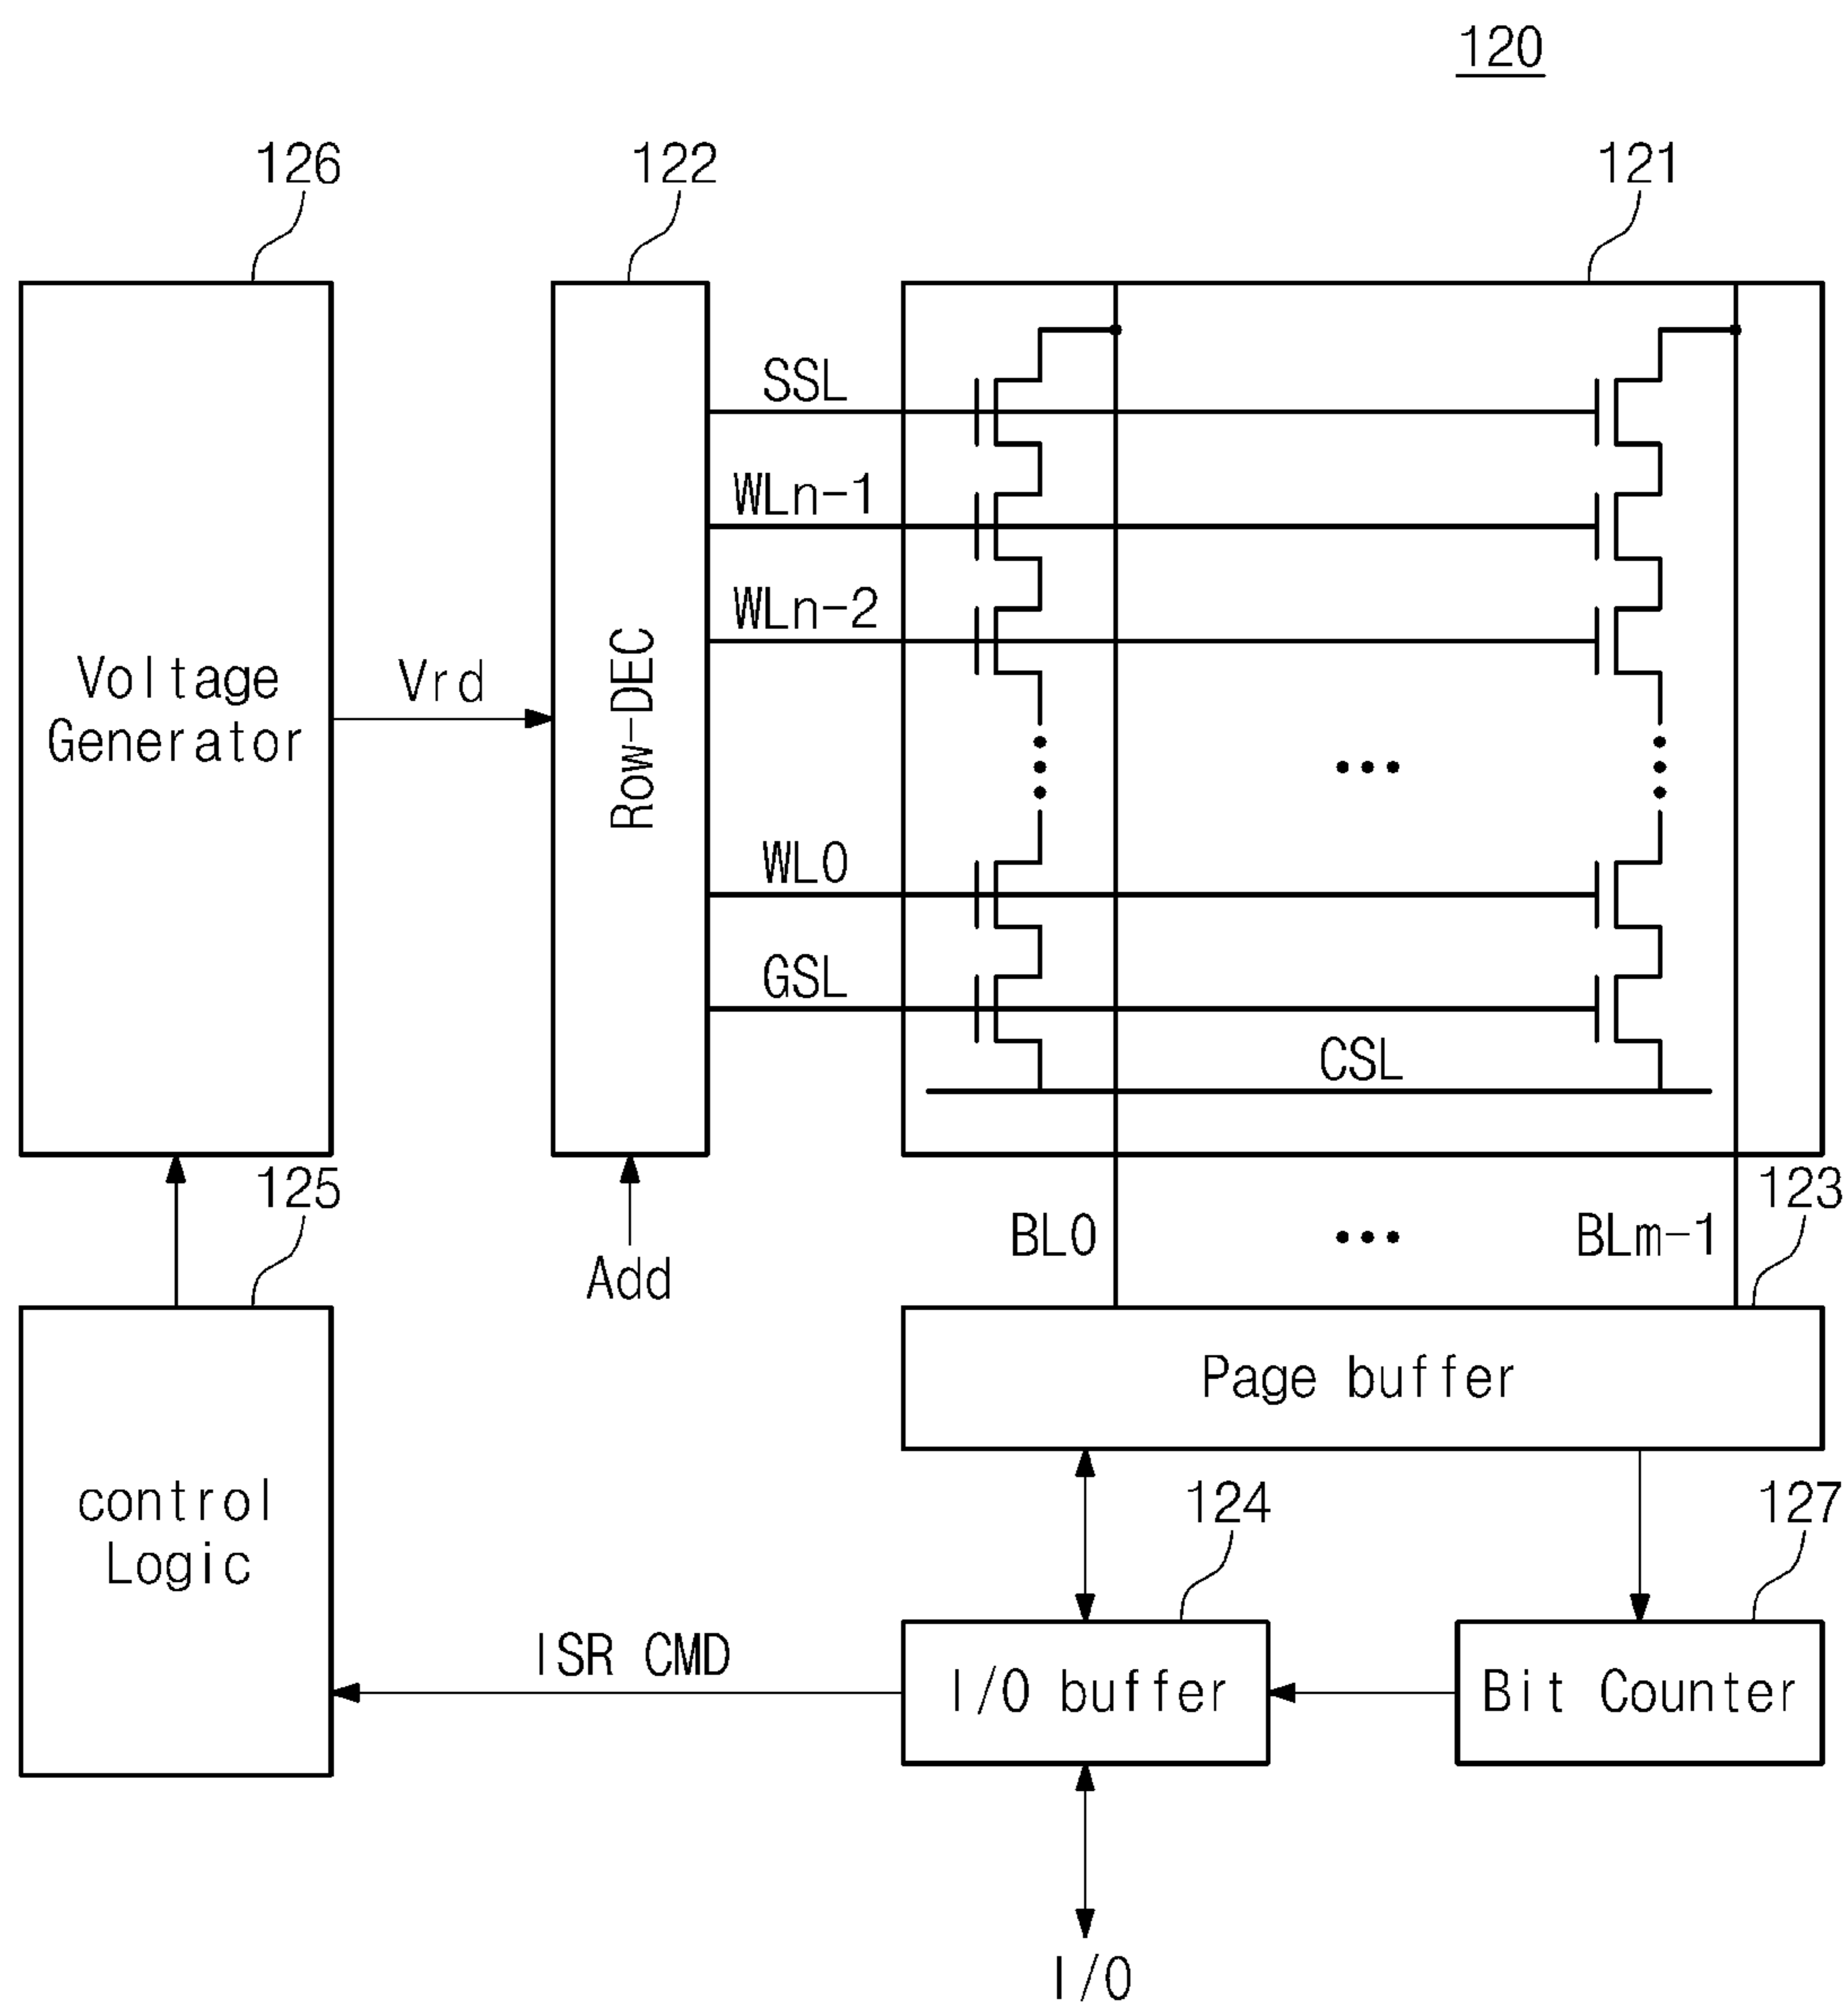 120
126
122
121
SSL
WLn-1
WLn-2
Voltage
Generator
Vrd
Row-DEC
WL0
GSL
CSL
125
123
BL0
BLm-1
Add
Page buffer
control
Logic
124
127
ISR CMD
I/O buffer
Bit Counter
I/O